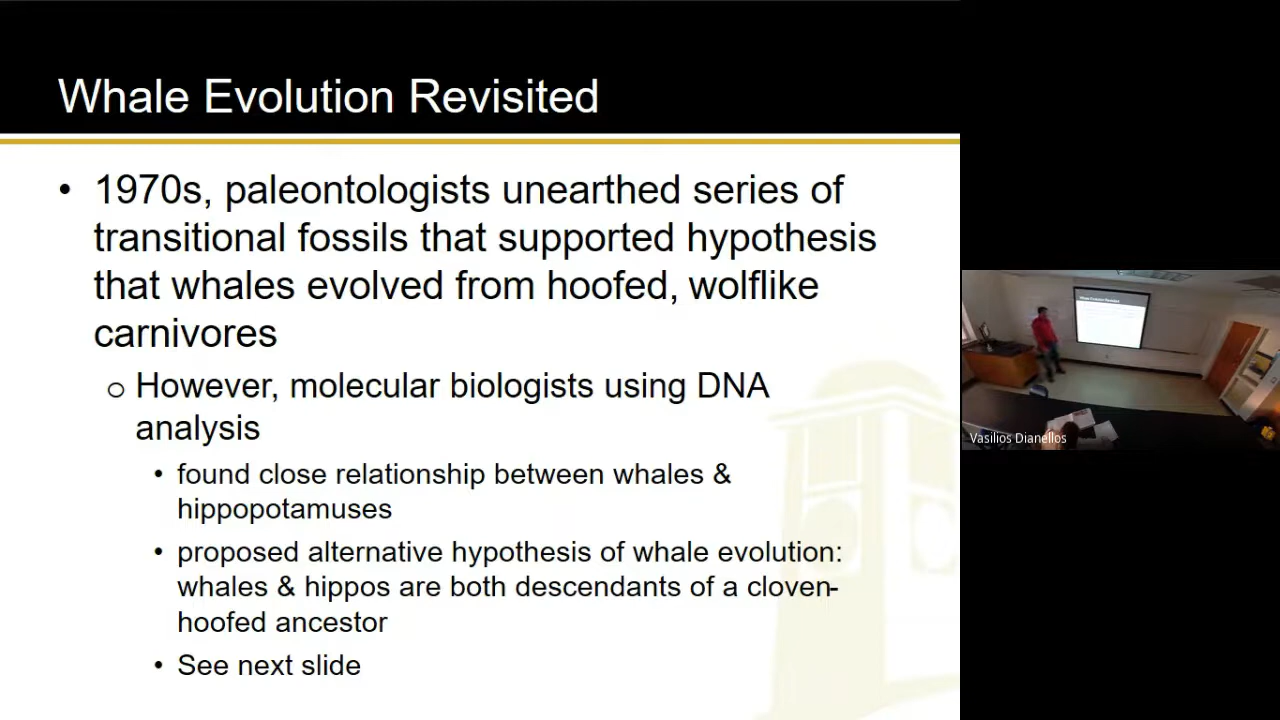 Whale Evolution Revisited
• 1970s, paleontologists unearthed series of
transitional fossils that supported hypothesis
that whales evolved from hoofed, wolflike
carnivores
o However, molecular biologists using DNA
analysis
• found close relationship between whales &
hippopotamuses
• proposed alternative hypothesis of whale evolution:
whales & hippos are both descendants of a cloven-
hoofed ancestor
• See next slide
Vasilios Dianellos